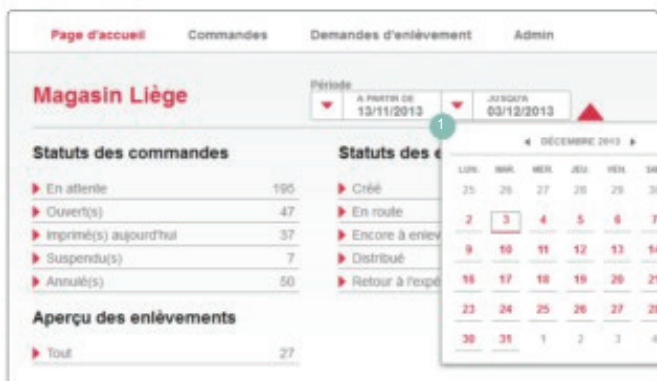 Page d'accueil Commandes Demandes d'enlèvement Admin
Magasin Liège
Période
A PARTIR DE 13/11/2013 JUSQU'A 03/12/2013
1
Statuts des commandes
En attente 195
Ouvert(s) 47
Imprimé(s) aujourd'hui 37
Suspendu(s) 7
Annulé(s) 50
Aperçu des enlèvements
Tout 27
Statuts des e
Créé
En route
Encore à enlev
Distribué
Retour à l'expé
DÉCEMBRE 2013
LUN. MAR. MER. JEU. VEN. SA
25 26 27 28 29 30
2 3 4 5 6 7
9 10 11 12 13 14
16 17 18 19 20 21
23 24 25 26 27 28
30 31 1 2 3 4